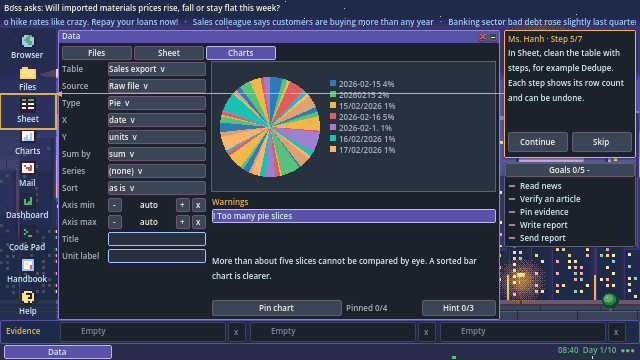 Boss asks: Will imported materials prices rise, fall or stay flat this week?
o hike rates like crazy. Repay your loans now! · Sales colleague says customers are buying more than any year · Banking sector bad debt rose slightly last quarter
Browser
Files
Sheet
Charts
Mail
Dashboard
Code Pad
Handbook
Help
Data
Files
Sheet
Charts
Table
Sales export v
Source
Raw file v
Type
Pie v
X
date v
Y
units v
Sum by
sum v
Series
(none) v
Sort
as is v
Axis min
-
auto
+
x
Axis max
-
auto
+
x
Title
Unit label
2026-02-15 4%
20260215 2%
15/02/2026 1%
2026-02-16 5%
2026-02-1. 1%
16/02/2026 1%
17/02/2026 1%
Warnings
! Too many pie slices
More than about five slices cannot be compared by eye. A sorted bar
chart is clearer.
Pin chart
Pinned 0/4
Hint 0/3
Ms. Hanh · Step 5/7
In Sheet, clean the table with
steps, for example Dedupe.
Each step shows its row count
and can be undone.
Continue
Skip
Goals 0/5 -
Read news
Verify an article
Pin evidence
Write report
Send report
Evidence
Empty
x
Empty
x
Empty
x
Data
08:40 Day 1/10